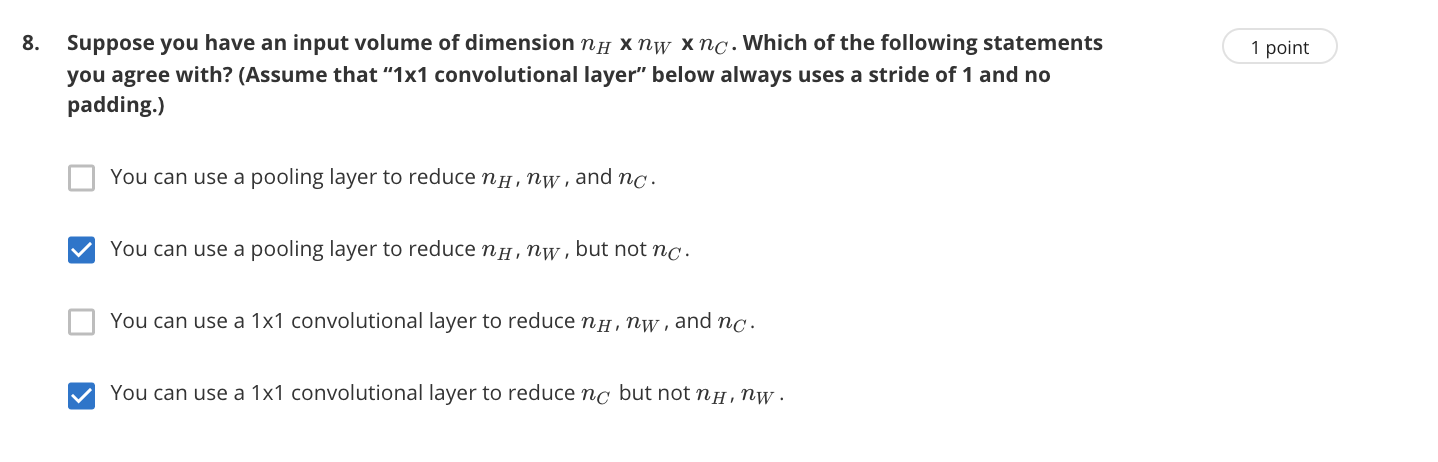 8. Suppose you have an input volume of dimension n_H x n_W x n_C. Which of the following statements 1 point
you agree with? (Assume that “1x1 convolutional layer” below always uses a stride of 1 and no
padding.)
You can use a pooling layer to reduce n_H, n_W, and n_C.
You can use a pooling layer to reduce n_H, n_W, but not n_C.
You can use a 1x1 convolutional layer to reduce n_H, n_W, and n_C.
You can use a 1x1 convolutional layer to reduce n_C but not n_H, n_W.